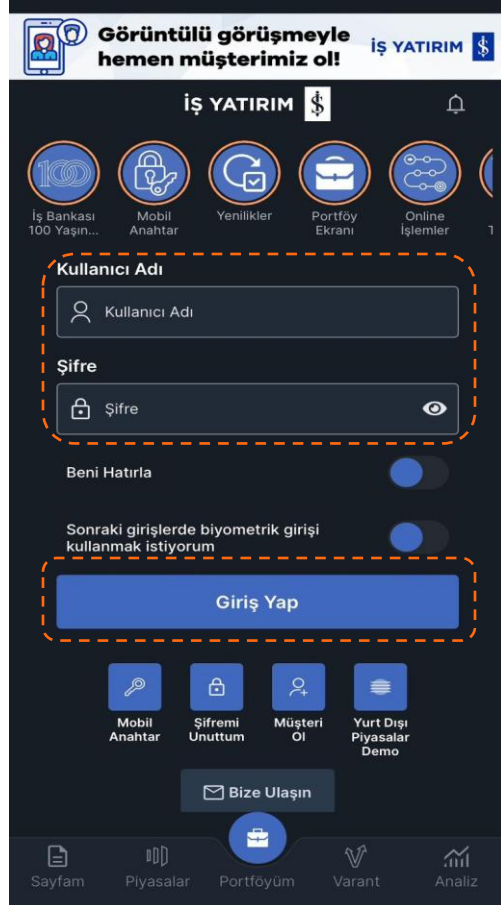 Görüntülü görüşmeyle
hemen müşterimiz ol!
İŞ YATIRIM
İŞ YATIRIM
100
İş Bankası
100 Yaşın...
Mobil
Anahtar
Yenilikler
Portföy
Ekranı
Online
İşlemler
Kullanıcı Adı
Kullanıcı Adı
Şifre
Şifre
Beni Hatırla
Sonraki girişlerde biyometrik girişi
kullanmak istiyorum
Giriş Yap
Mobil
Anahtar
Şifremi
Unuttum
Müşteri
Ol
Yurt Dışı
Piyasalar
Demo
Bize Ulaşın
Sayfam
Piyasalar
Portföyüm
Varant
Analiz